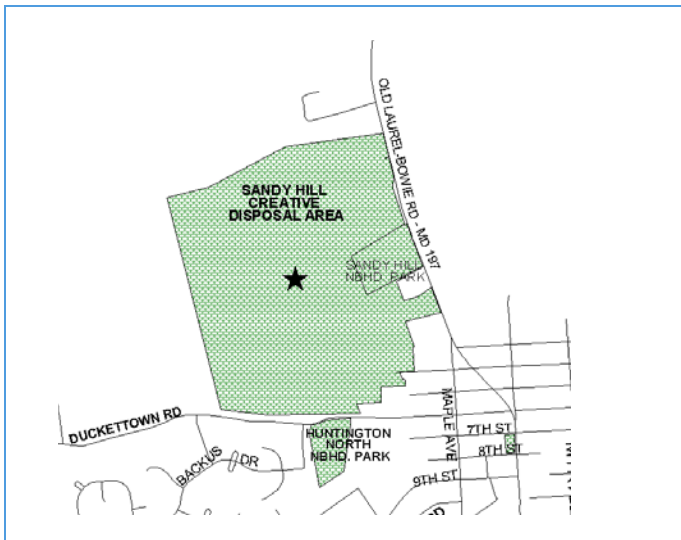 OLD LAUREL-BOWIE RD - MD 197
SANDY HILL
CREATIVE
DISPOSAL AREA
SANDY HILL
NBHD. PARK
DUCKETTOWN RD
HUNTINGTON
NORTH
NBHD. PARK
BACKUS DR
MAPLE AVE
7TH ST
8TH ST
9TH ST